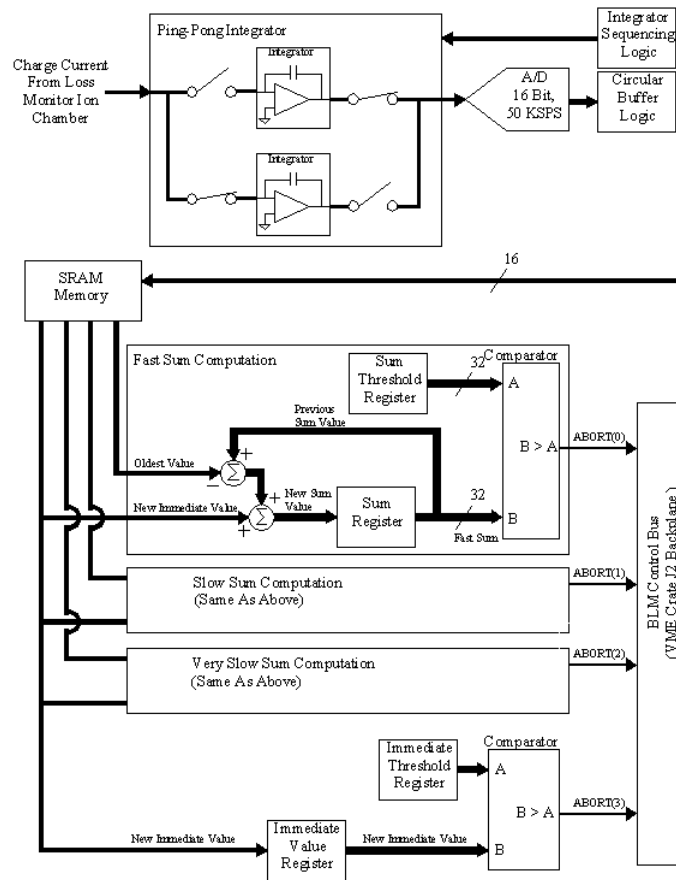 Ping-Pong Integrator
Integrator
Sequencing
Logic
Charge Current
From Loss
Monitor Ion
Chamber
Integrator
A/D
16 Bit,
50 KSPS
Circular
Buffer
Logic
Integrator
16
SRAM
Memory
Fast Sum Computation
Sum
Threshold
Register
32
Comparator
A
Previous
Sum Value
B > A
ABORT(0)
+
Oldest Value
−
Σ
+
New Immediate Value
+
Σ
New Sum
Value
Sum
Register
32
Fast Sum
B
Slow Sum Computation
(Same As Above)
ABORT(1)
Very Slow Sum Computation
(Same As Above)
ABORT(2)
BLM Control Bus
(VME Crate J2 Backplane)
Immediate
Threshold
Register
Comparator
A
B > A
ABORT(3)
New Immediate Value
Immediate
Value
Register
New Immediate Value
B